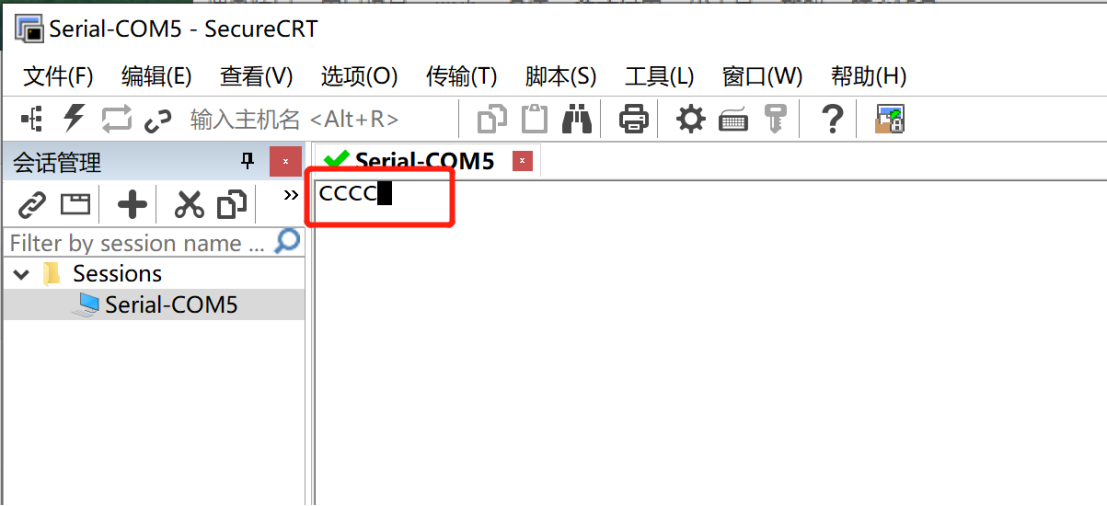 Serial-COM5 - SecureCRT
文件(F) 编辑(E) 查看(V) 选项(O) 传输(T) 脚本(S) 工具(L) 窗口(W) 帮助(H)
输入主机名 <Alt+R>
会话管理
Serial-COM5
CCCC
Filter by session name ...
Sessions
Serial-COM5